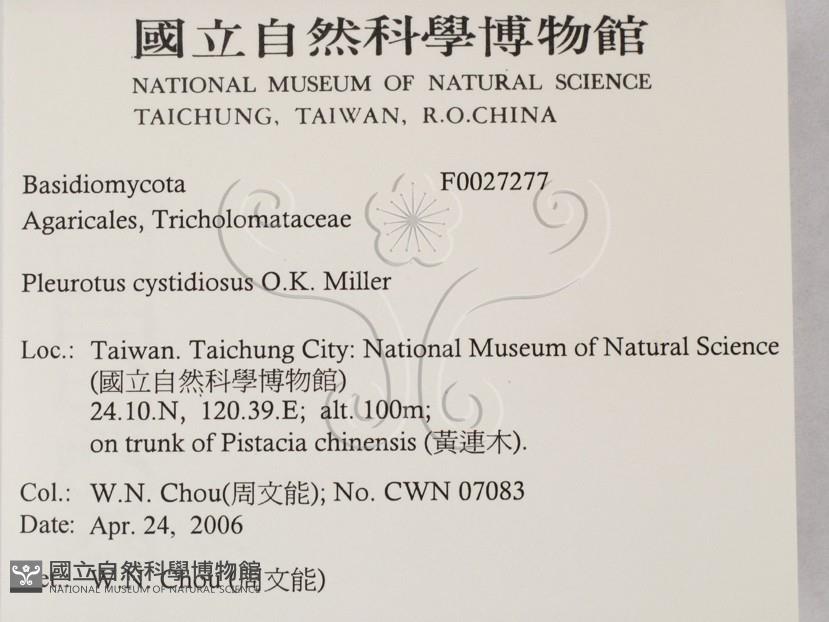 國立自然科學博物館
NATIONAL MUSEUM OF NATURAL SCIENCE
TAICHUNG, TAIWAN, R.O.CHINA
Basidiomycota F0027277
Agaricales, Tricholomataceae
Pleurotus cystidiosus O.K. Miller
Loc.: Taiwan. Taichung City: National Museum of Natural Science
(國立自然科學博物館)
24.10.N, 120.39.E; alt. 100m;
on trunk of Pistacia chinensis (黃連木).
Col.: W.N. Chou(周文能); No. CWN 07083
Date: Apr. 24, 2006
W.N. Chou (周文能)
國立自然科學博物館
NATIONAL MUSEUM OF NATURAL SCIENCE